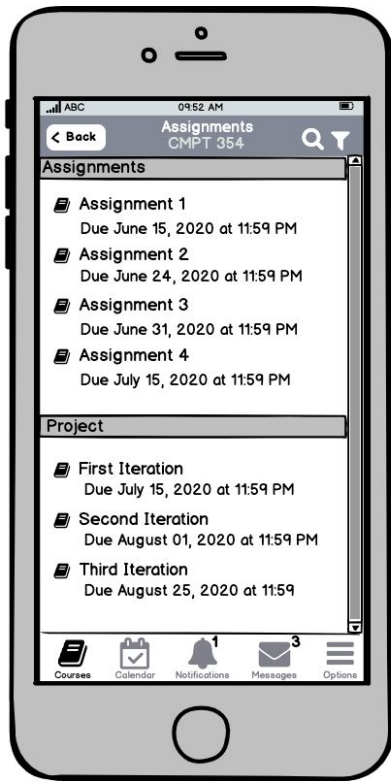 ABC 09:52 AM
< Back Assignments
CMPT 354
Assignments
Assignment 1
Due June 15, 2020 at 11:59 PM
Assignment 2
Due June 24, 2020 at 11:59 PM
Assignment 3
Due June 31, 2020 at 11:59 PM
Assignment 4
Due July 15, 2020 at 11:59 PM
Project
First Iteration
Due July 15, 2020 at 11:59 PM
Second Iteration
Due August 01, 2020 at 11:59 PM
Third Iteration
Due August 25, 2020 at 11:59
1 3
Courses Calendar Notifications Messages Options